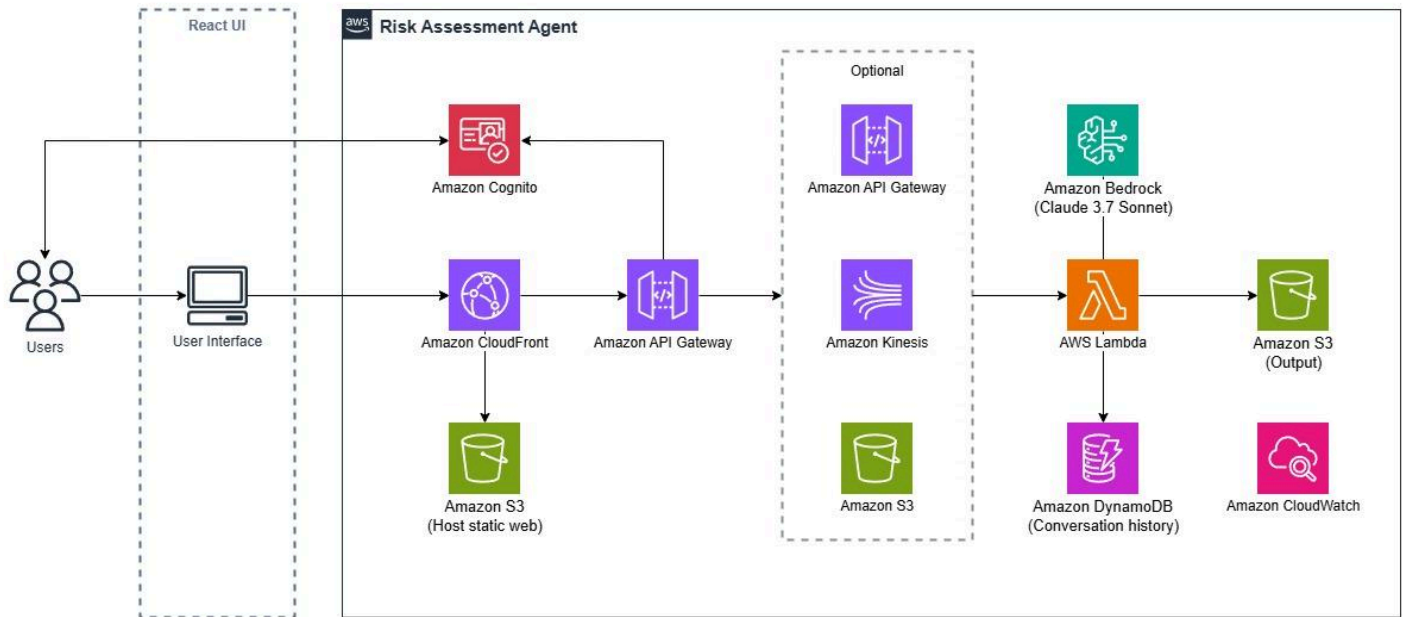 React UI
aws
Risk Assessment Agent
Optional
Amazon Cognito
Amazon API Gateway
Amazon Bedrock
(Claude 3.7 Sonnet)
Users
User Interface
Amazon CloudFront
Amazon API Gateway
Amazon Kinesis
AWS Lambda
Amazon S3
(Output)
Amazon S3
(Host static web)
Amazon S3
Amazon DynamoDB
(Conversation history)
Amazon CloudWatch